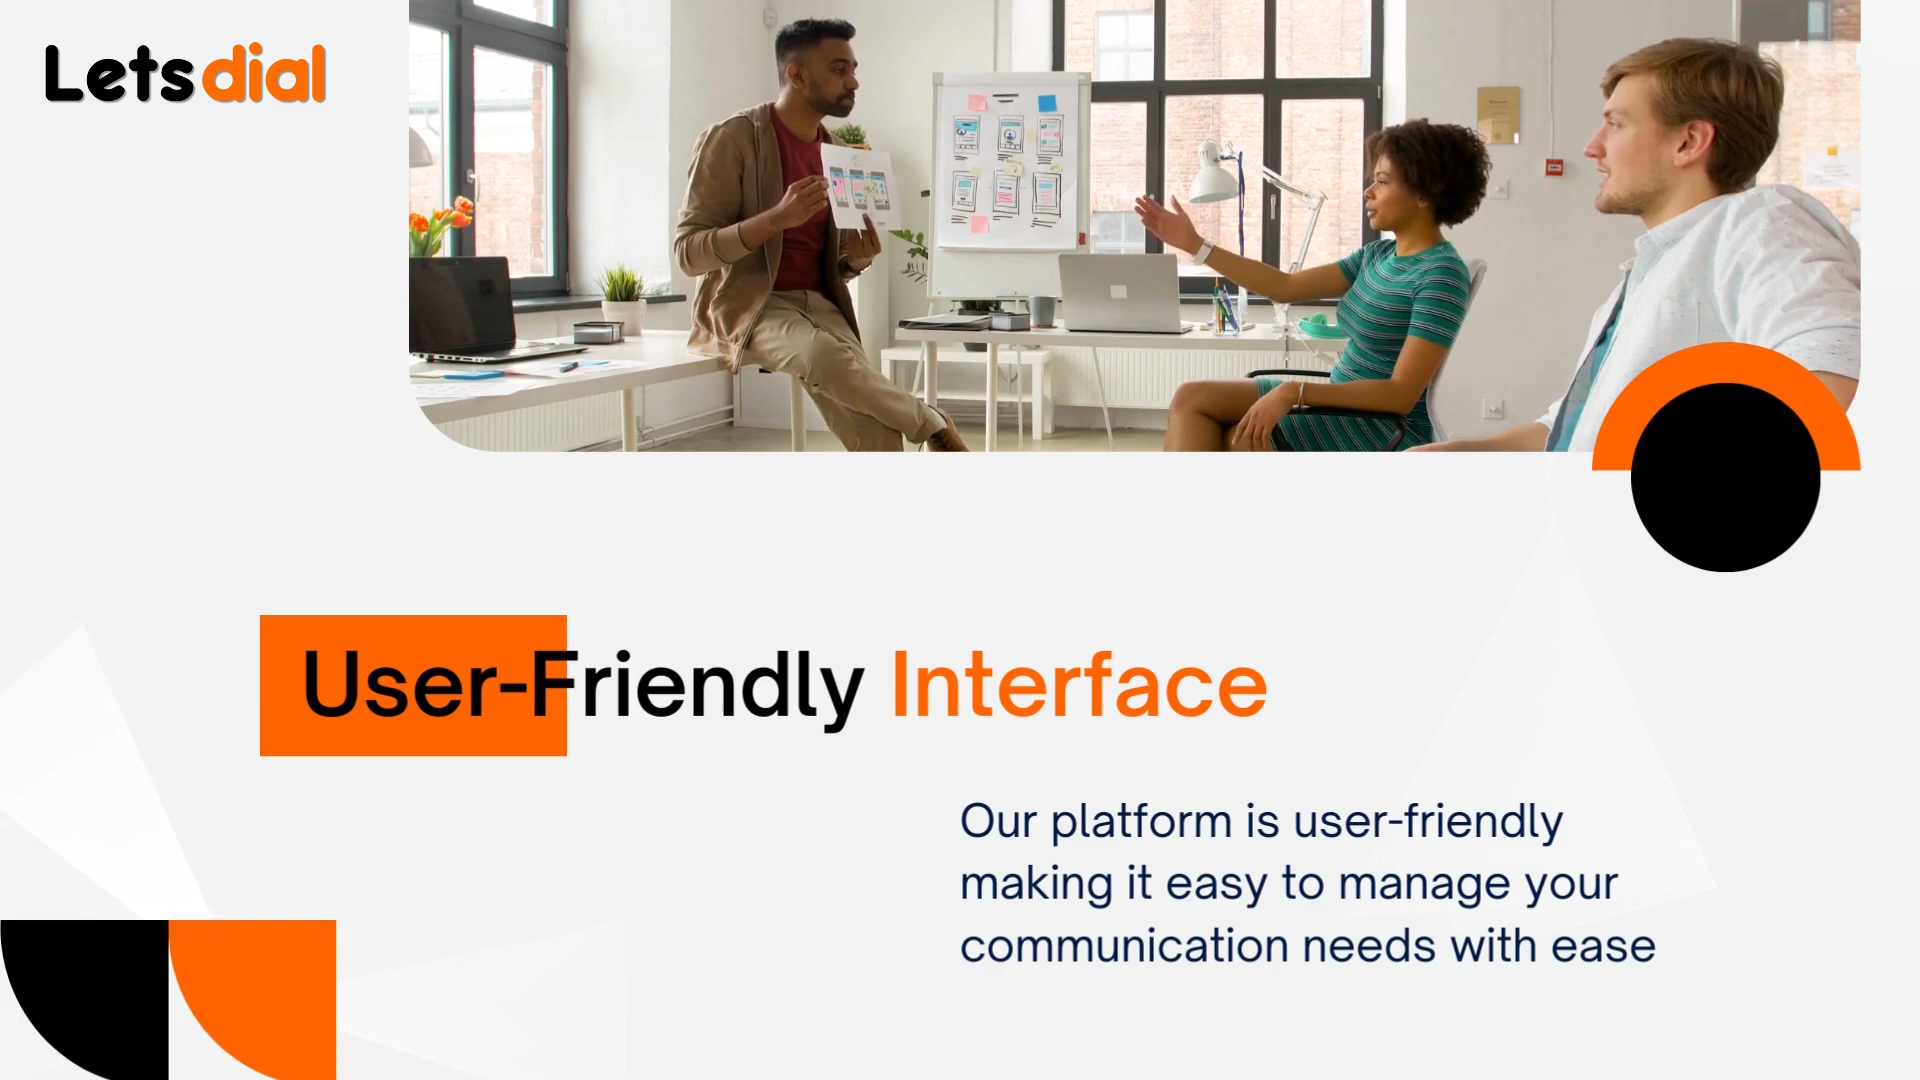 Letsdial
User-Friendly Interface
Our platform is user-friendly
making it easy to manage your
communication needs with ease